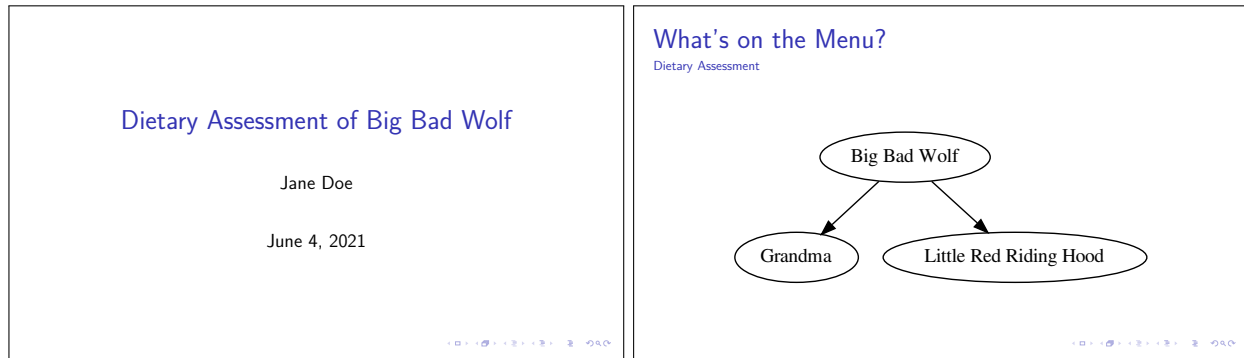 Dietary Assessment of Big Bad Wolf
Jane Doe
June 4, 2021
What's on the Menu?
Dietary Assessment
Big Bad Wolf
Grandma
Little Red Riding Hood